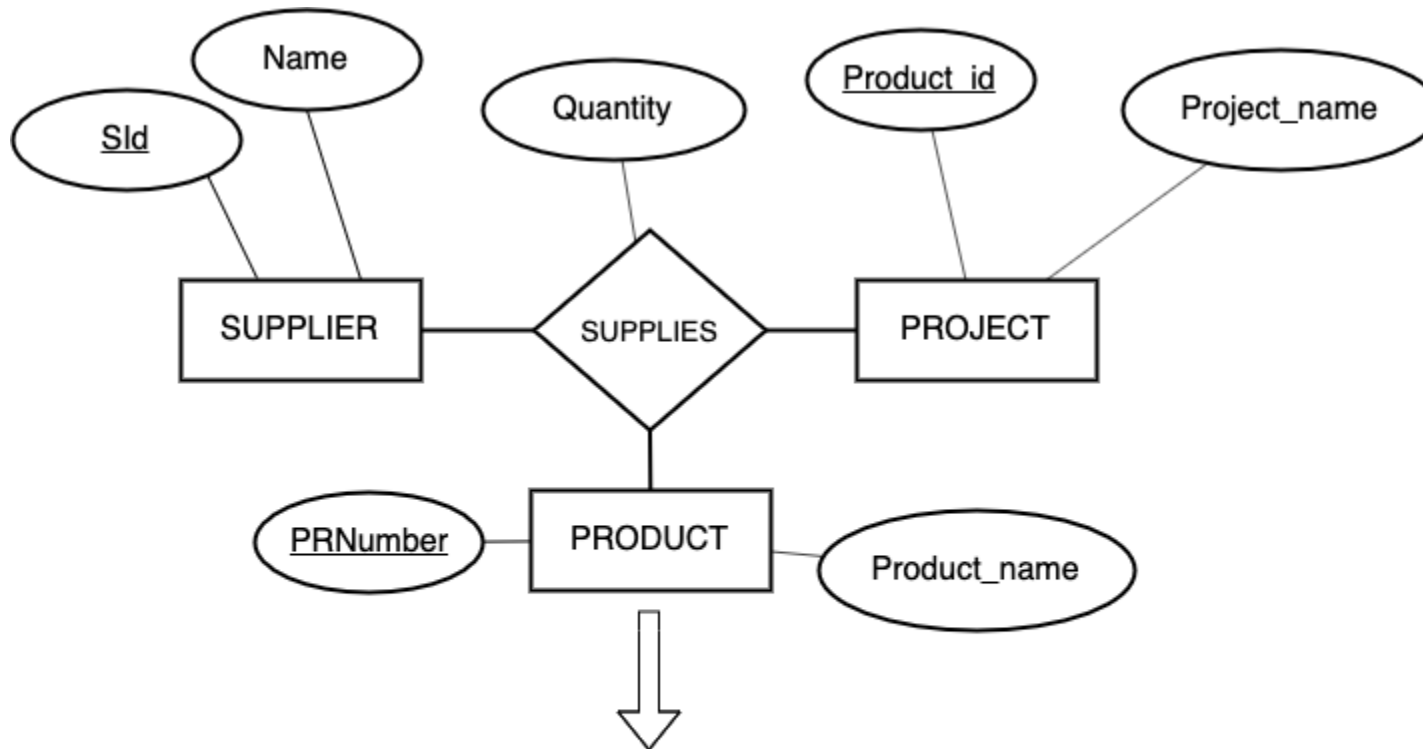 Name
SId
Quantity
Product_id
Project_name
SUPPLIER
SUPPLIES
PROJECT
PRNumber
PRODUCT
Product_name